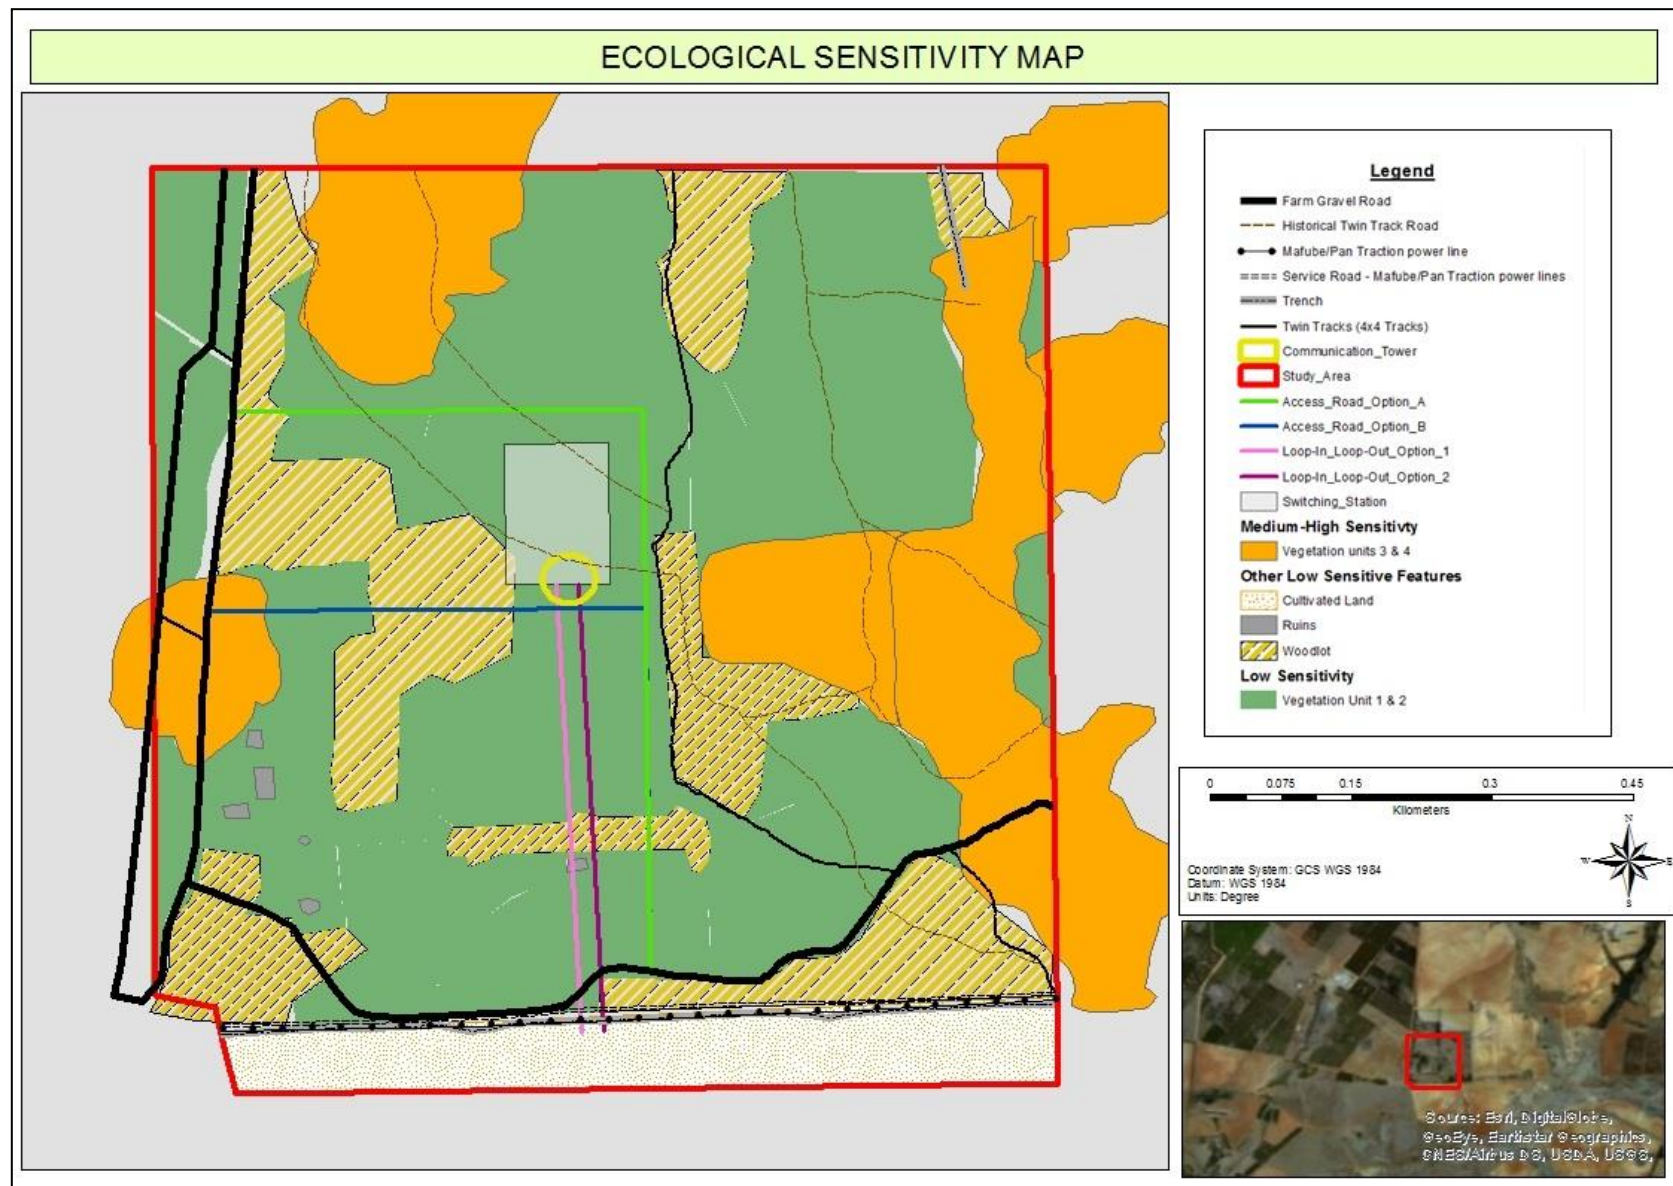 ECOLOGICAL SENSITIVITY MAP
Legend
Farm Gravel Road
Historical Twin Track Road
Mafube/Pan Traction power line
Service Road - Mafube/Pan Traction power lines
Trench
Twin Tracks (4x4 Tracks)
Communication_Tower
Study_Area
Access_Road_Option_A
Access_Road_Option_B
Loop-In_Loop-Out_Option_1
Loop-In_Loop-Out_Option_2
Switching_Station
Medium-High Sensitivty
Vegetation units 3 & 4
Other Low Sensitive Features
Cultivated Land
Ruins
Woodlot
Low Sensitivity
Vegetation Unit 1 & 2
0 0.075 0.15 0.3 0.45
Kilometers
N
W E
S
Coordinate System: GCS WGS 1984
Datum: WGS 1984
Units: Degree
Source: Esri, DigitalGlobe,
GeoEye, Earthstar Geographics,
CNES/Airbus DS, USDA, USGS,